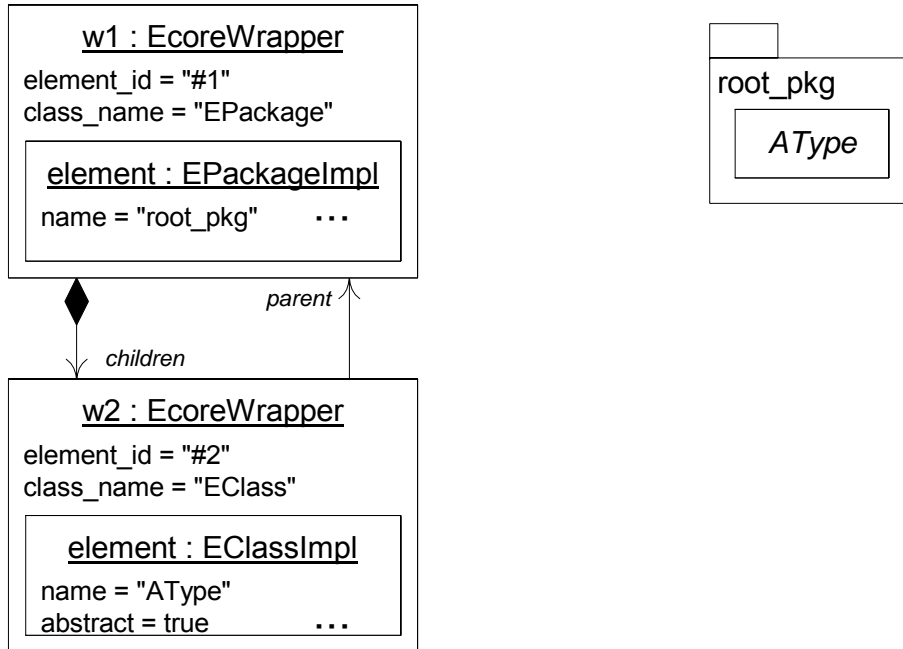 w1 : EcoreWrapper
element_id = "#1"
class_name = "EPackage"
element : EPackageImpl
name = "root_pkg" ...
parent
children
w2 : EcoreWrapper
element_id = "#2"
class_name = "EClass"
element : EClassImpl
name = "AType"
abstract = true ...
root_pkg
AType